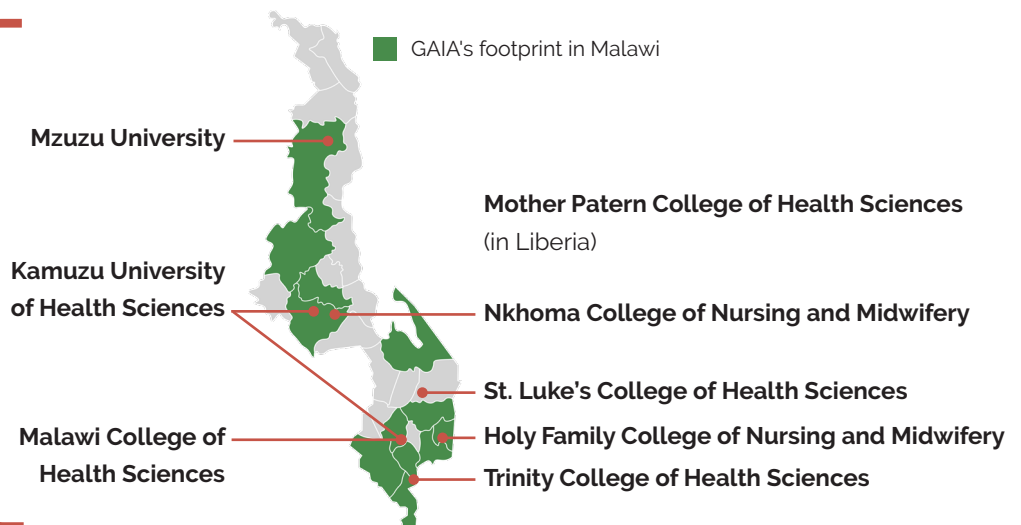 GAIA's footprint in Malawi
Mzuzu University
Mother Patern College of Health Sciences
(in Liberia)
Kamuzu University
of Health Sciences
Nkhoma College of Nursing and Midwifery
St. Luke’s College of Health Sciences
Malawi College of
Health Sciences
Holy Family College of Nursing and Midwifery
Trinity College of Health Sciences